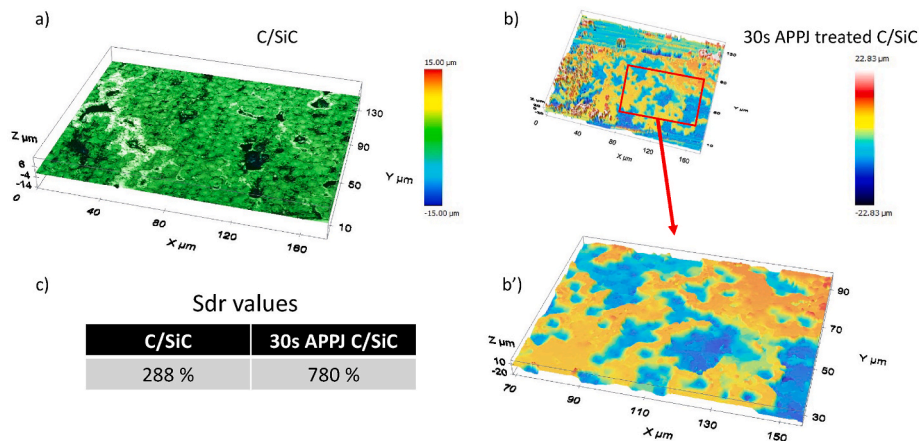 a)
C/SiC
15.00 µm
-15.00 µm
Z µm
6
-4
-14
0
40
80
120
160
X µm
10
50
90
130
Y µm
b)
30s APPJ treated C/SiC
22.83 µm
-22.83 µm
0
40
80
120
160
X µm
Y µm
b')
Z µm
10
-20
70
90
110
130
150
X µm
30
50
70
90
Y µm
c)
Sdr values
C/SiC 30s APPJ C/SiC
288 % 780 %